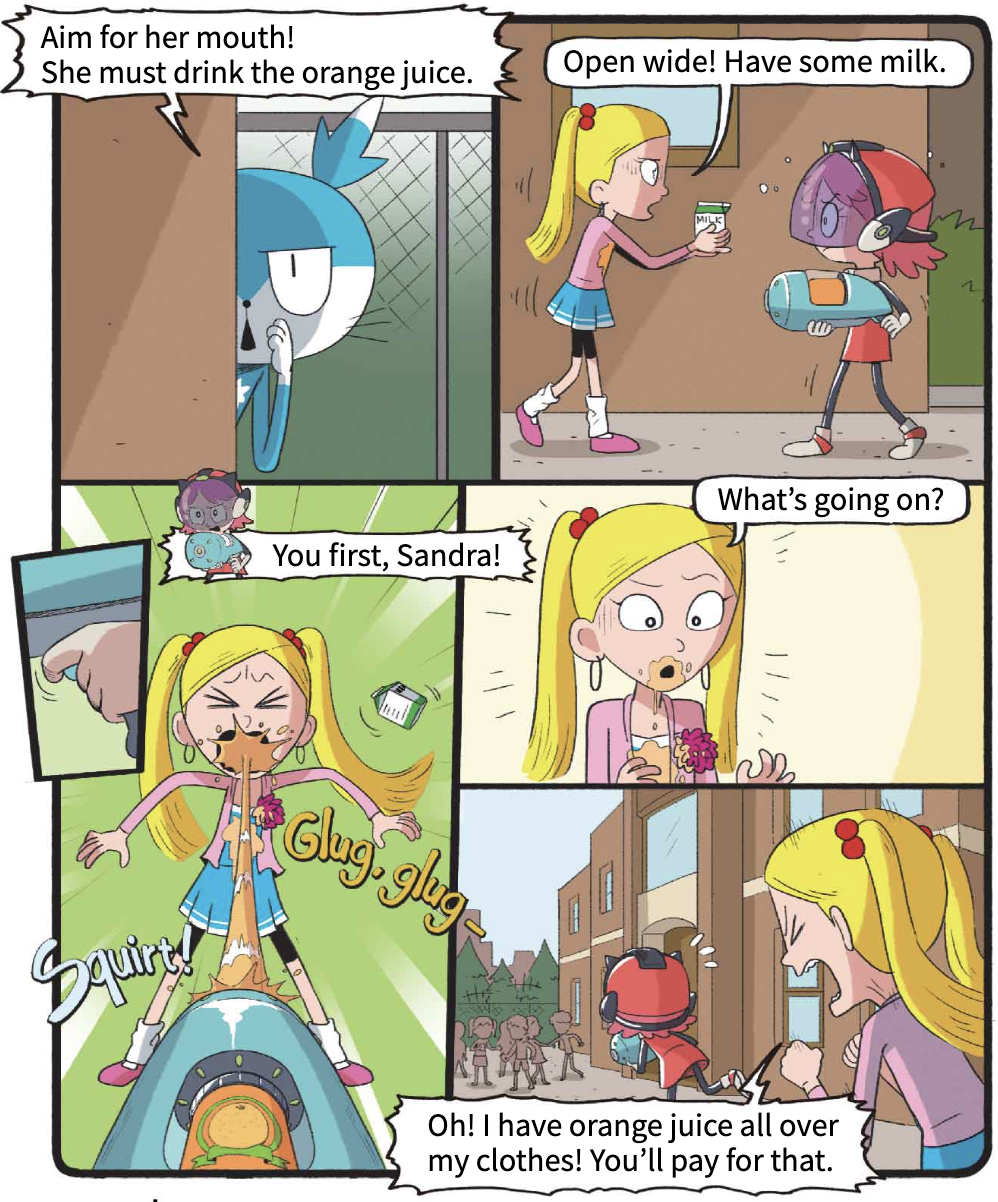 Aim for her mouth!
She must drink the orange juice.
Open wide! Have some milk.
MILK
You first, Sandra!
Glug, glug~
Squirt!
What's going on?
Oh! I have orange juice all over
my clothes! You'll pay for that.